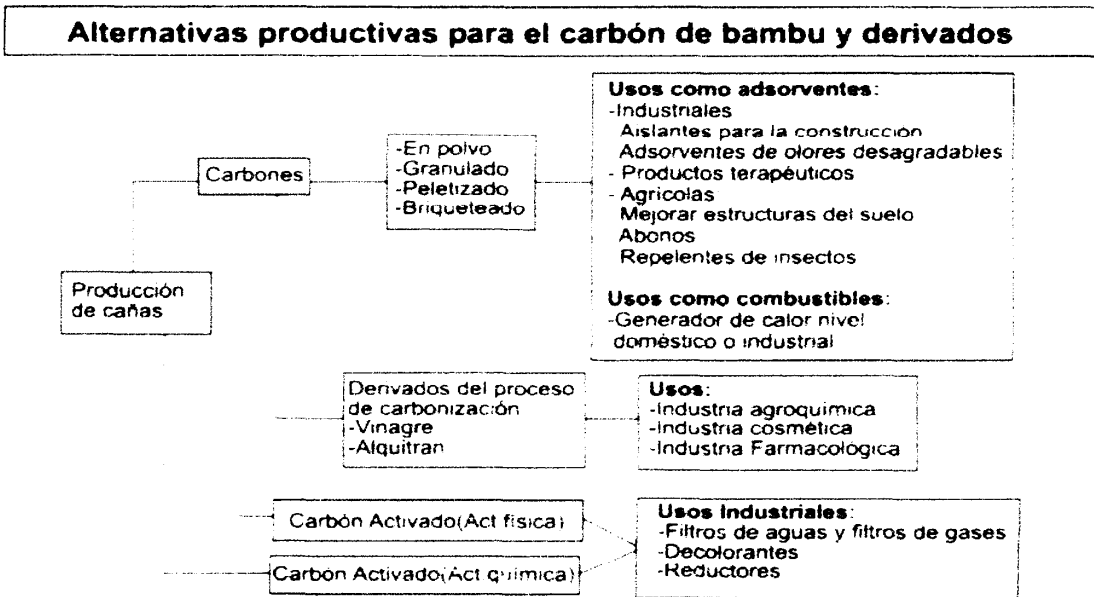 Alternativas productivas para el carbón de bambu y derivados
Producción
de cañas
Carbones
-En polvo
-Granulado
-Peletizado
-Briqueteado
Usos como adsorventes:
-Industriales
Aislantes para la construcción
Adsorventes de olores desagradables
- Productos terapéuticos
- Agrícolas
Mejorar estructuras del suelo
Abonos
Repelentes de insectos
Usos como combustibles:
-Generador de calor nivel
doméstico o industrial
Derivados del proceso
de carbonización
-Vinagre
-Alquitran
Usos:
-Industria agroquímica
-Industria cosmética
-Industria Farmacológica
Carbón Activado(Act física)
Carbón Activado(Act química)
Usos Industriales:
-Filtros de aguas y filtros de gases
-Decolorantes
-Reductores